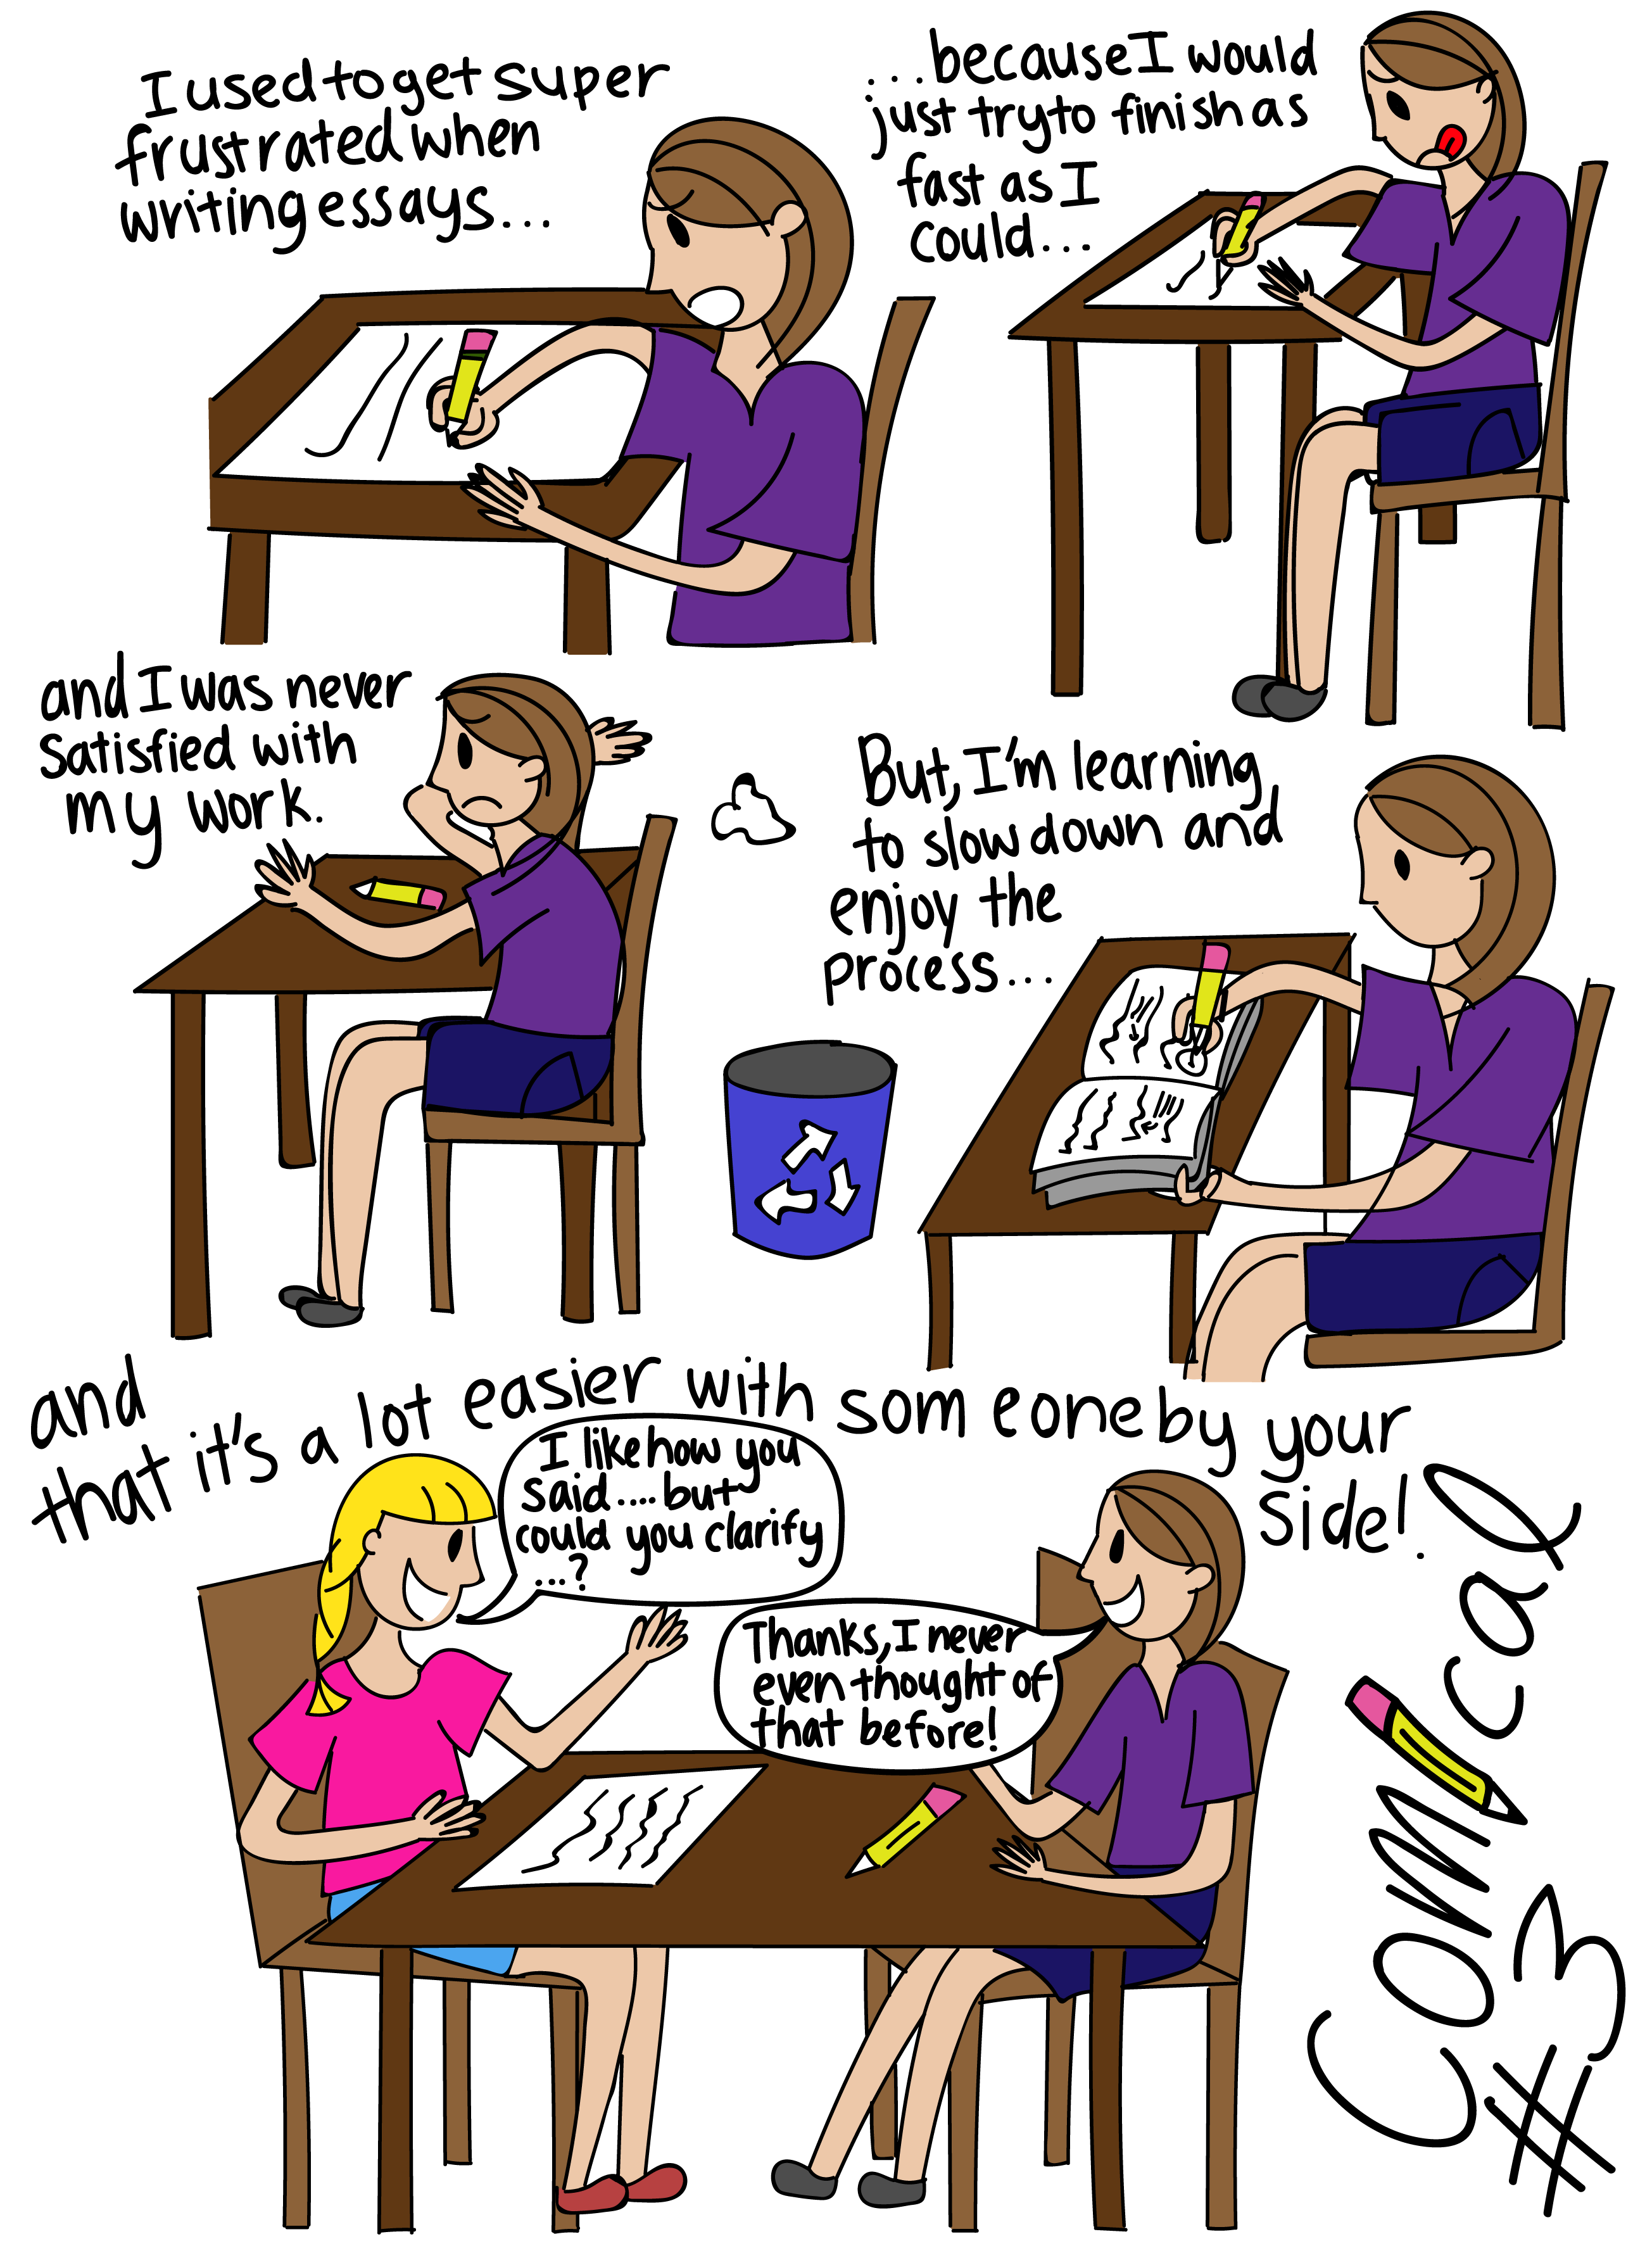 I used to get super
frustrated when
writing essays...
...because I would
just try to finish as
fast as I
could...
and I was never
satisfied with
my work.
But, I'm learning
to slow down and
enjoy the
process...
and
that it's a lot easier with someone by your
side!
I like how you
said.... but
could you clarify
...?
Thanks, I never
even thought of
that before!
Commical
#3